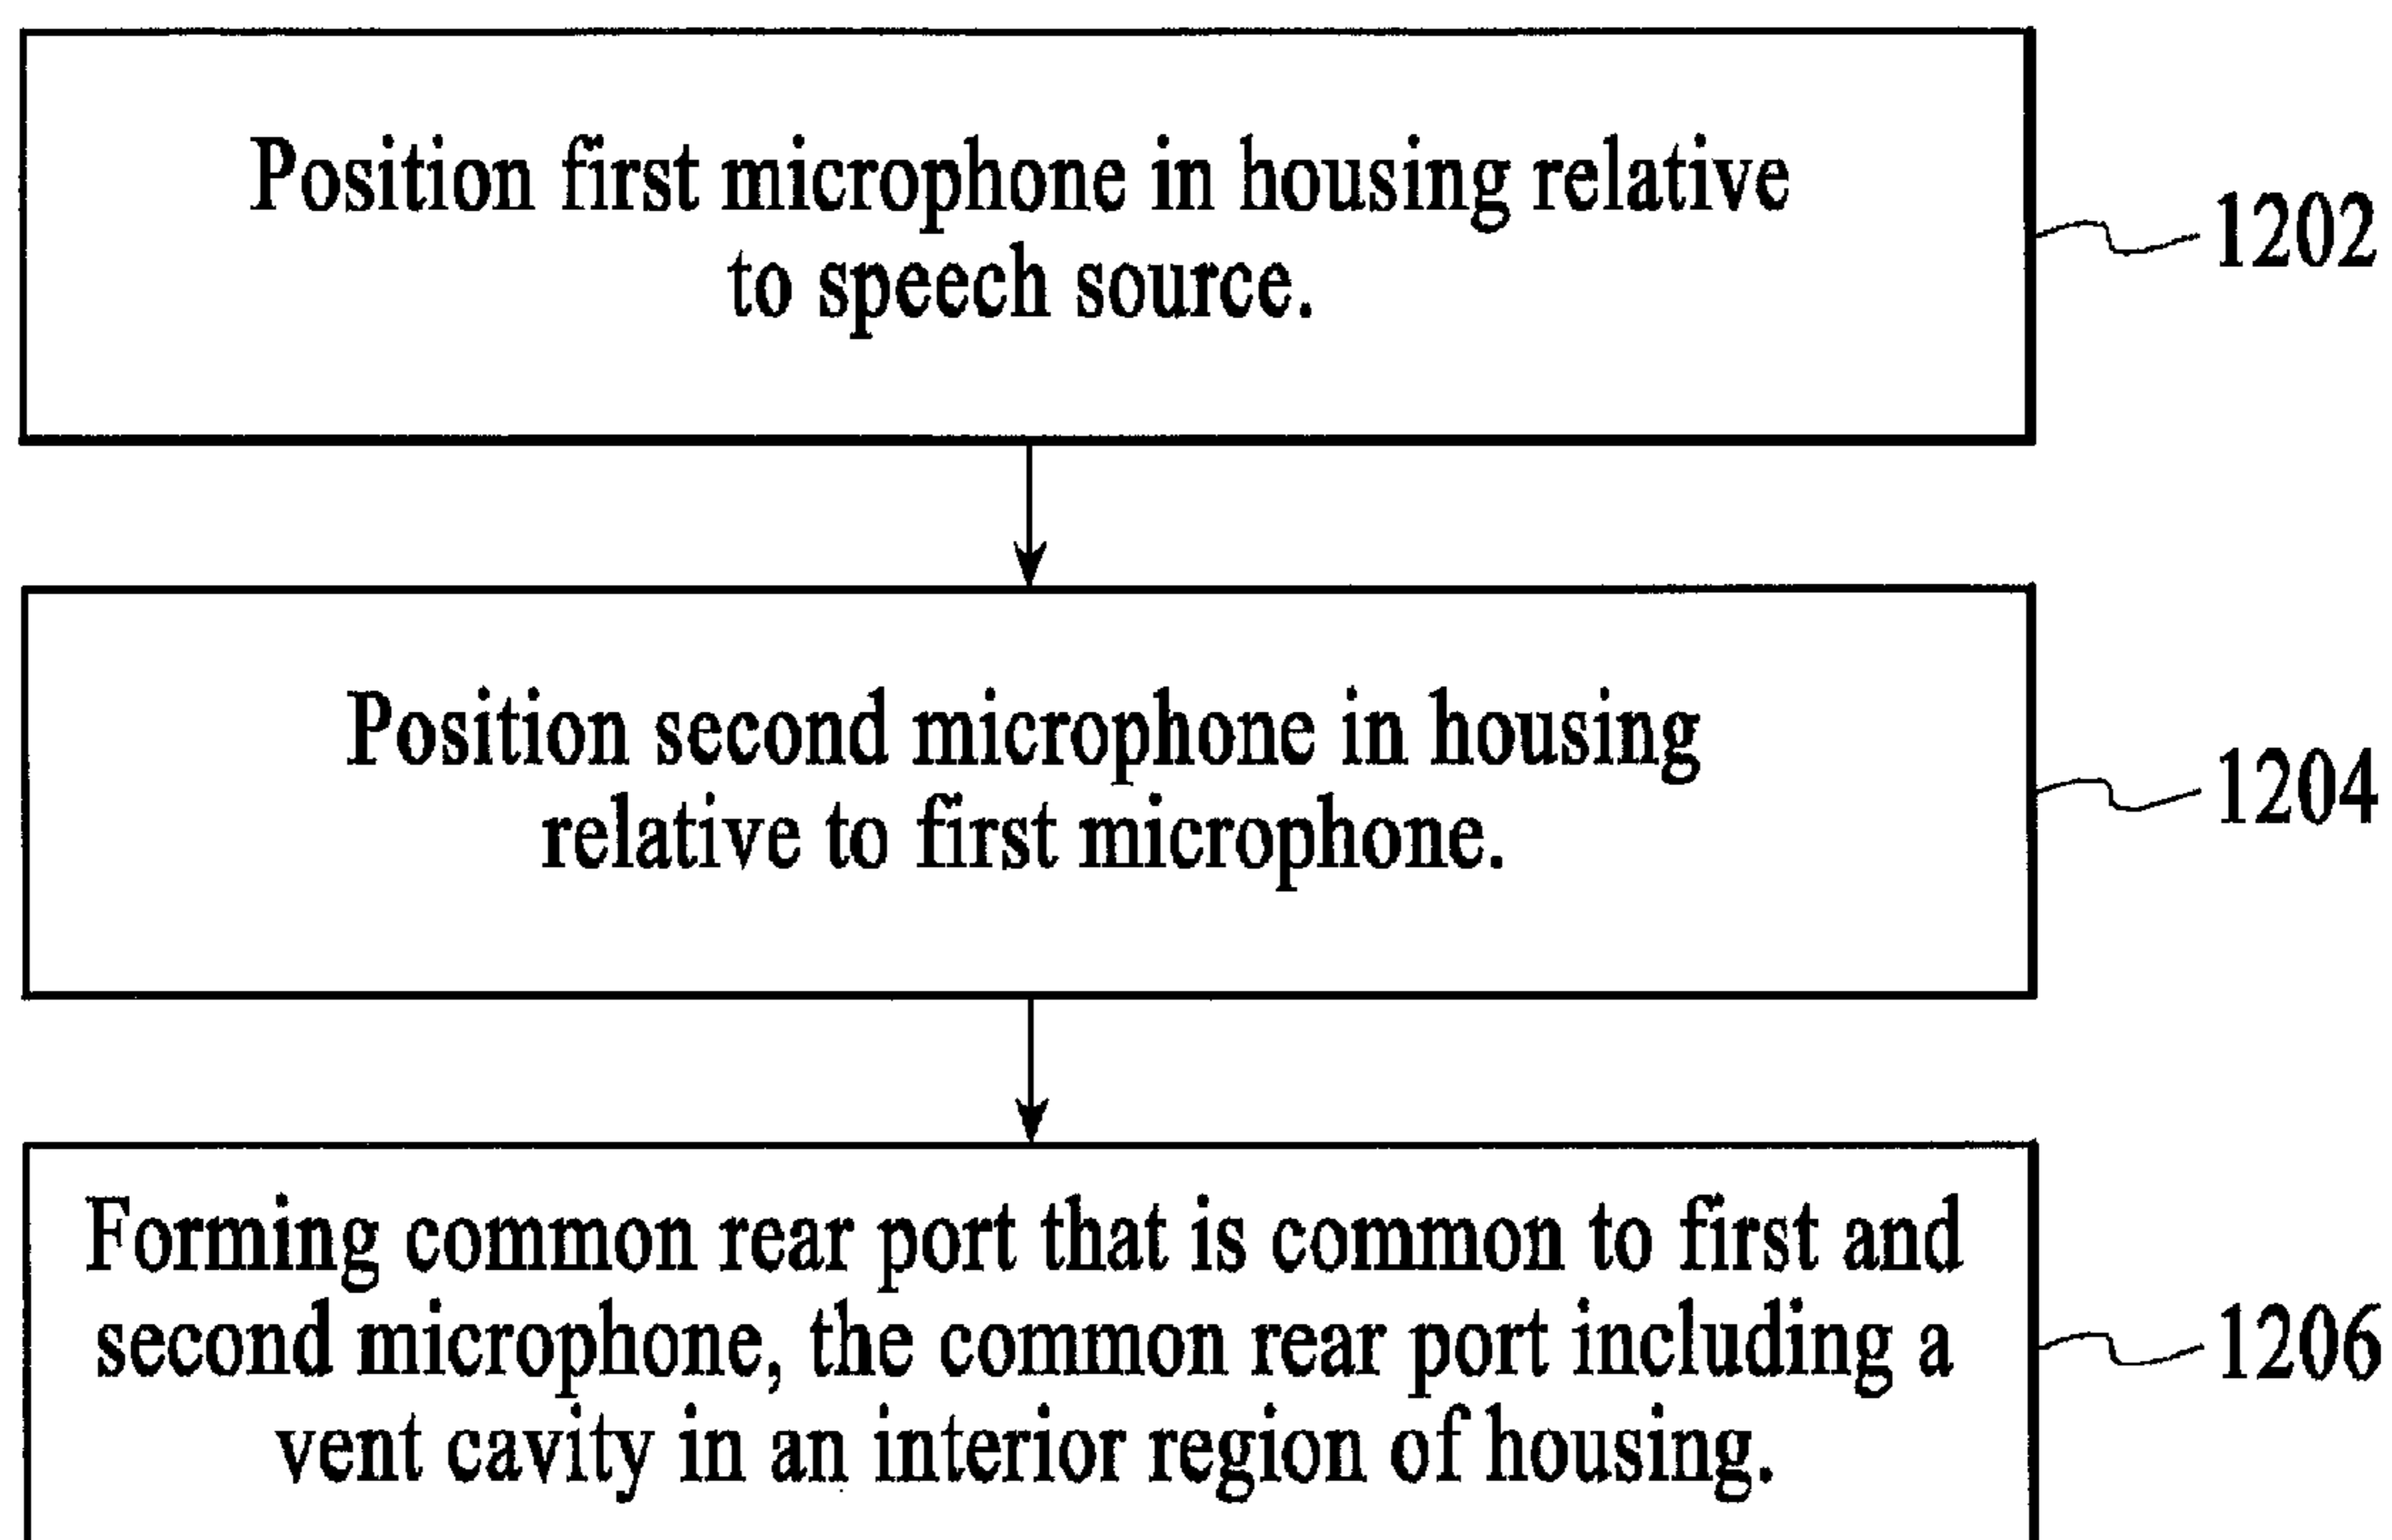 Position first microphone in housing relative
to speech source.
1202
Position second microphone in housing
relative to first microphone.
1204
Forming common rear port that is common to first and
second microphone, the common rear port including a
vent cavity in an interior region of housing.
1206